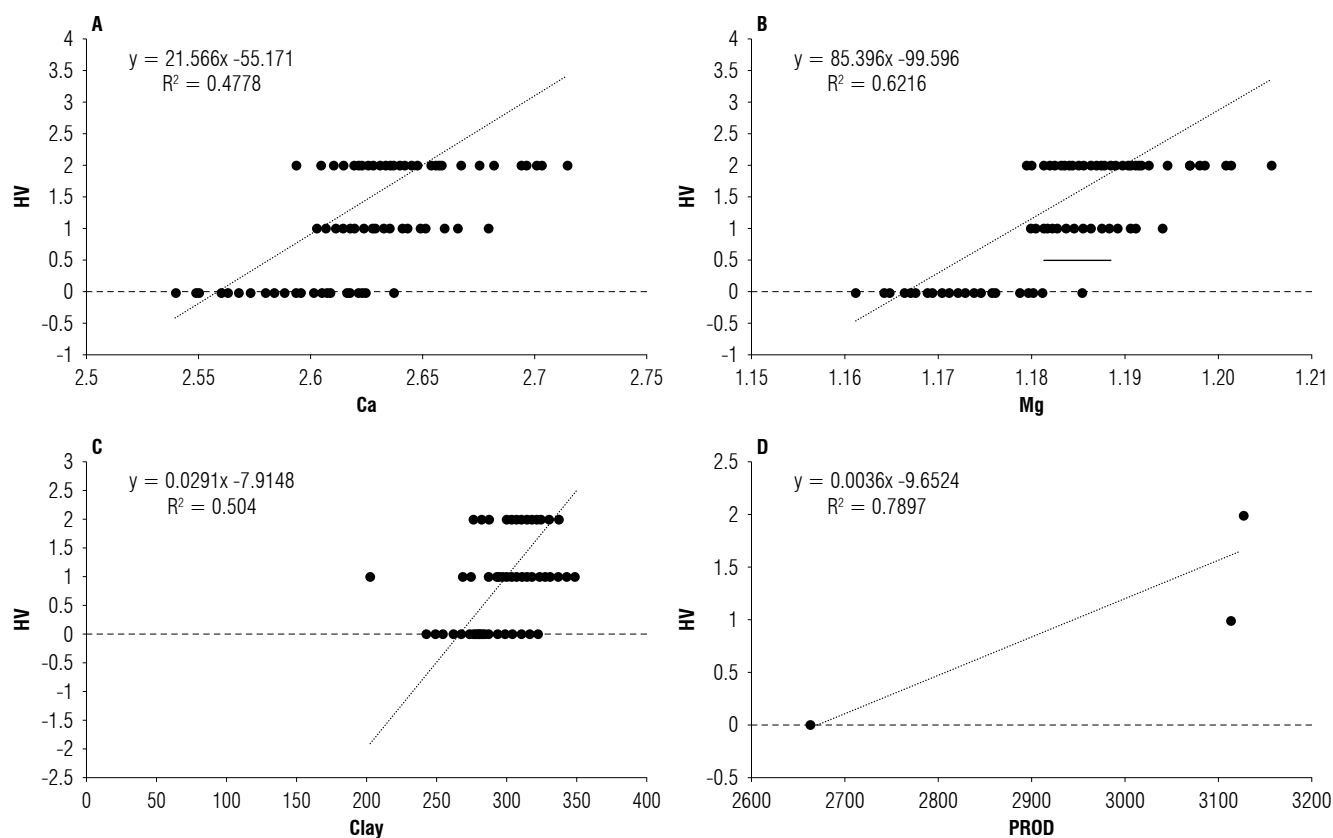 A
y = 21.566x -55.171
R² = 0.4778
HV
4
3.5
3
2.5
2
1.5
1
0.5
0
-0.5
-1
2.5 2.55 2.6 2.65 2.7 2.75
Ca
B
y = 85.396x -99.596
R² = 0.6216
HV
4
3.5
3
2.5
2
1.5
1
0.5
0
-0.5
-1
1.15 1.16 1.17 1.18 1.19 1.20 1.21
Mg
C
y = 0.0291x -7.9148
R² = 0.504
HV
3
2.5
2
1.5
1
0.5
0
-0.5
-1
-1.5
-2
-2.5
0 50 100 150 200 250 300 350 400
Clay
D
y = 0.0036x -9.6524
R² = 0.7897
HV
2.5
2
1.5
1
0.5
0
-0.5
2600 2700 2800 2900 3000 3100 3200
PROD